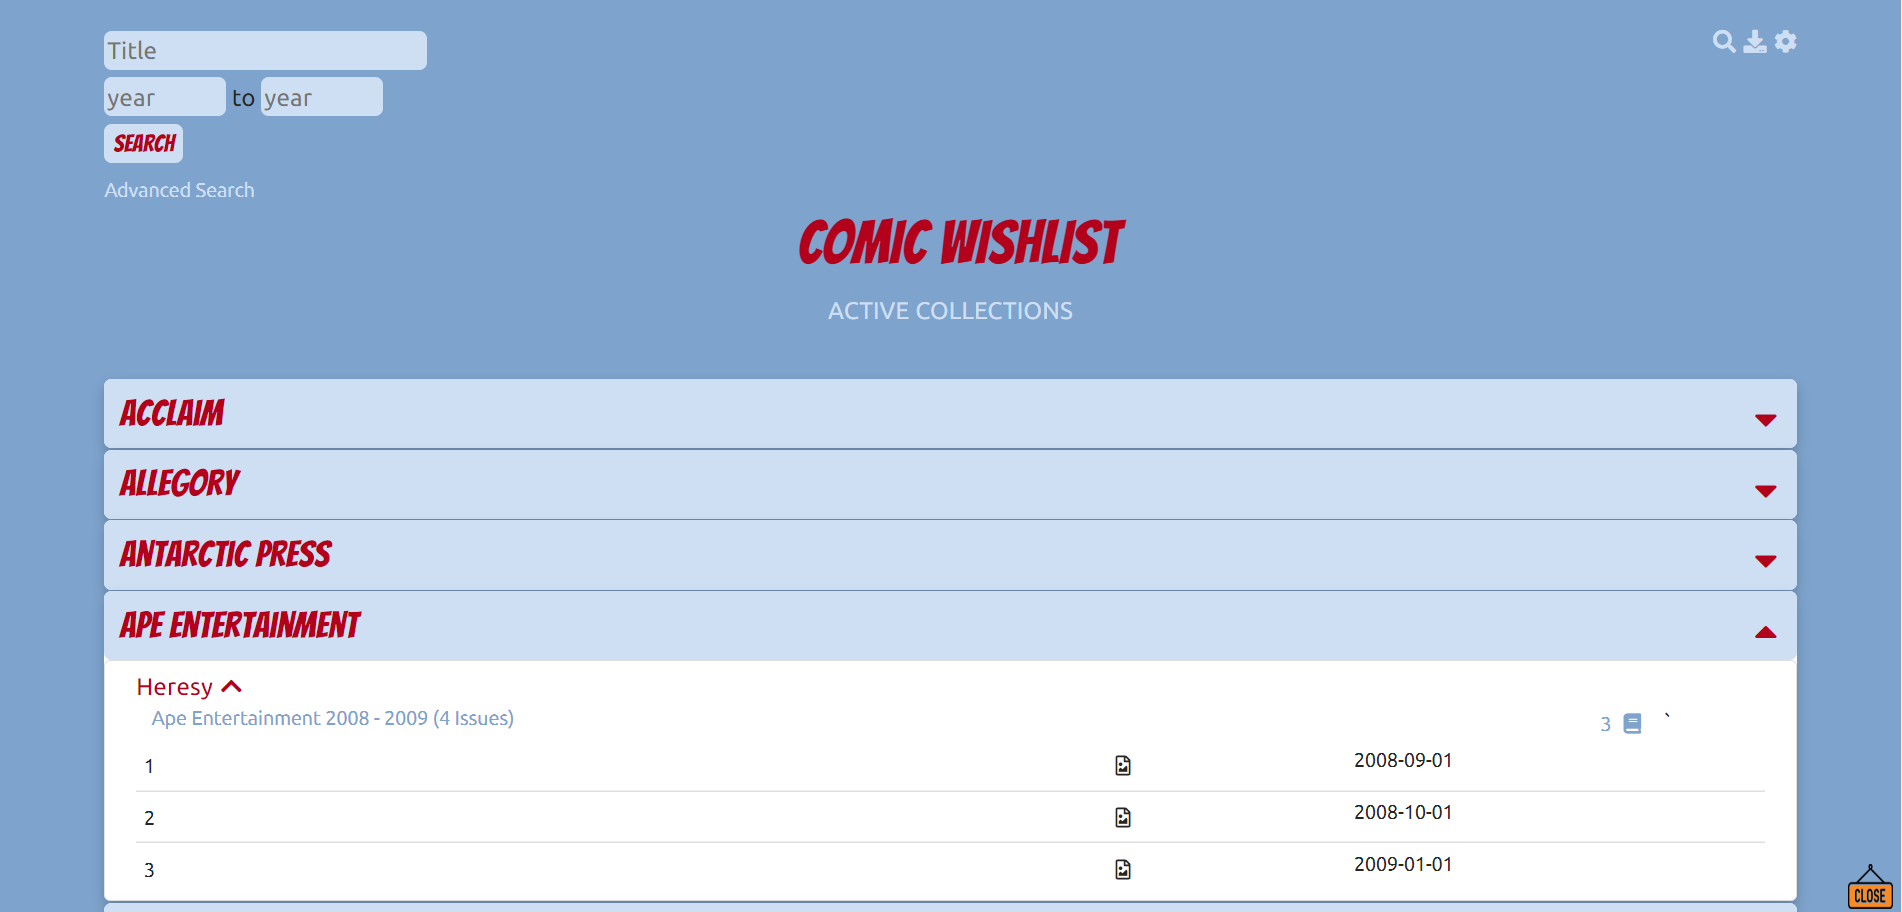 Title
year to year
SEARCH
Advanced Search
COMIC WISHLIST
ACTIVE COLLECTIONS
ACCLAIM
ALLEGORY
ANTARCTIC PRESS
APE ENTERTAINMENT
Heresy
Ape Entertainment 2008 - 2009 (4 Issues)
3 `
1 2008-09-01
2 2008-10-01
3 2009-01-01
CLOSE